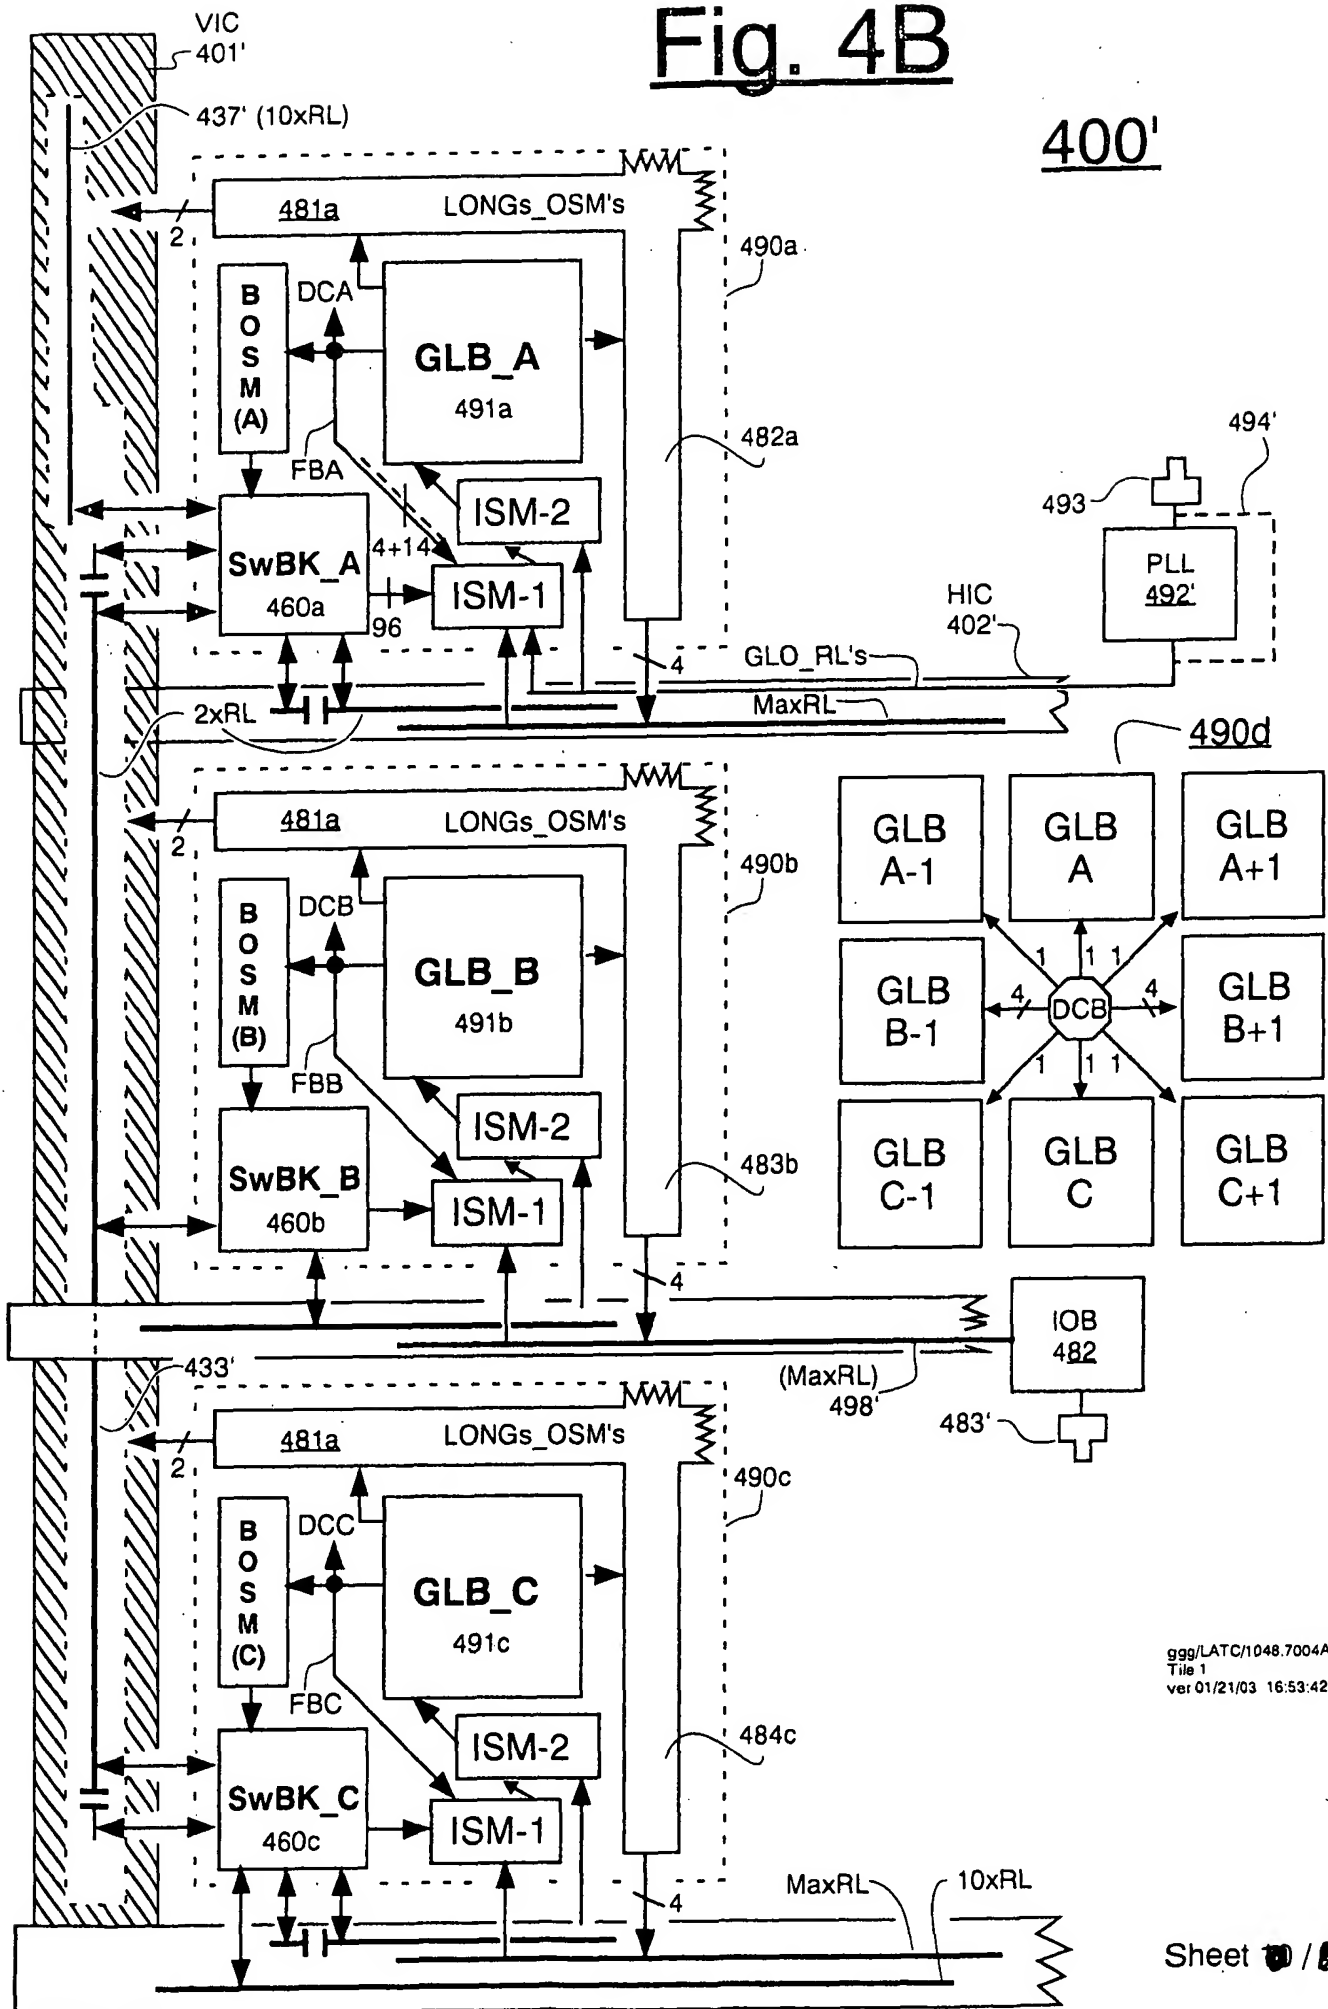 Fig. 4B
400'
VIC
401'
437' (10xRL)
481a
LONGs_OSM's
2
490a
B
O
S
M
(A)
DCA
GLB_A
491a
482a
FBA
ISM-2
4+14
SwBK_A
460a
ISM-1
96
4
494'
493
PLL
492'
HIC
402'
GLO_RL's
MaxRL
2xRL
490d
GLB
A-1
GLB
A
GLB
A+1
GLB
B-1
DCB
GLB
B+1
GLB
C-1
GLB
C
GLB
C+1
1
1
1
4
4
1
1
1
481a
LONGs_OSM's
2
490b
B
O
S
M
(B)
DCB
GLB_B
491b
FBB
ISM-2
483b
SwBK_B
460b
ISM-1
4
IOB
482
(MaxRL)
498'
483'
433'
481a
LONGs_OSM's
2
490c
B
O
S
M
(C)
DCC
GLB_C
491c
FBC
ISM-2
484c
SwBK_C
460c
ISM-1
4
MaxRL
10xRL
ggg/LATC/1048.7004A
Tile 1
ver 01/21/03 16:53:42
Sheet